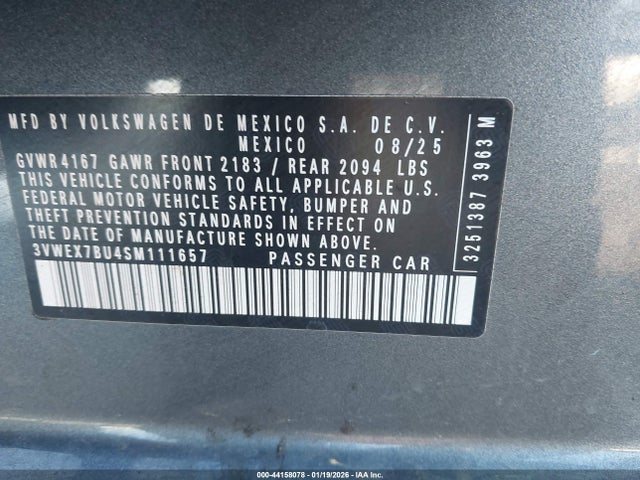 MFD BY VOLKSWAGEN DE MEXICO S.A. DE C.V.
MEXICO 08/25
GVWR 4167 GAWR FRONT 2183 / REAR 2094 LBS
THIS VEHICLE CONFORMS TO ALL APPLICABLE U.S.
FEDERAL MOTOR VEHICLE SAFETY, BUMPER AND
THEFT PREVENTION STANDARDS IN EFFECT ON
THE DATE OF MANUFACTURE SHOWN ABOVE.
3VWEX7BU4SM111657 PASSENGER CAR
3251387 3963 M
000-44158078 - 01/19/2026 - IAA Inc.